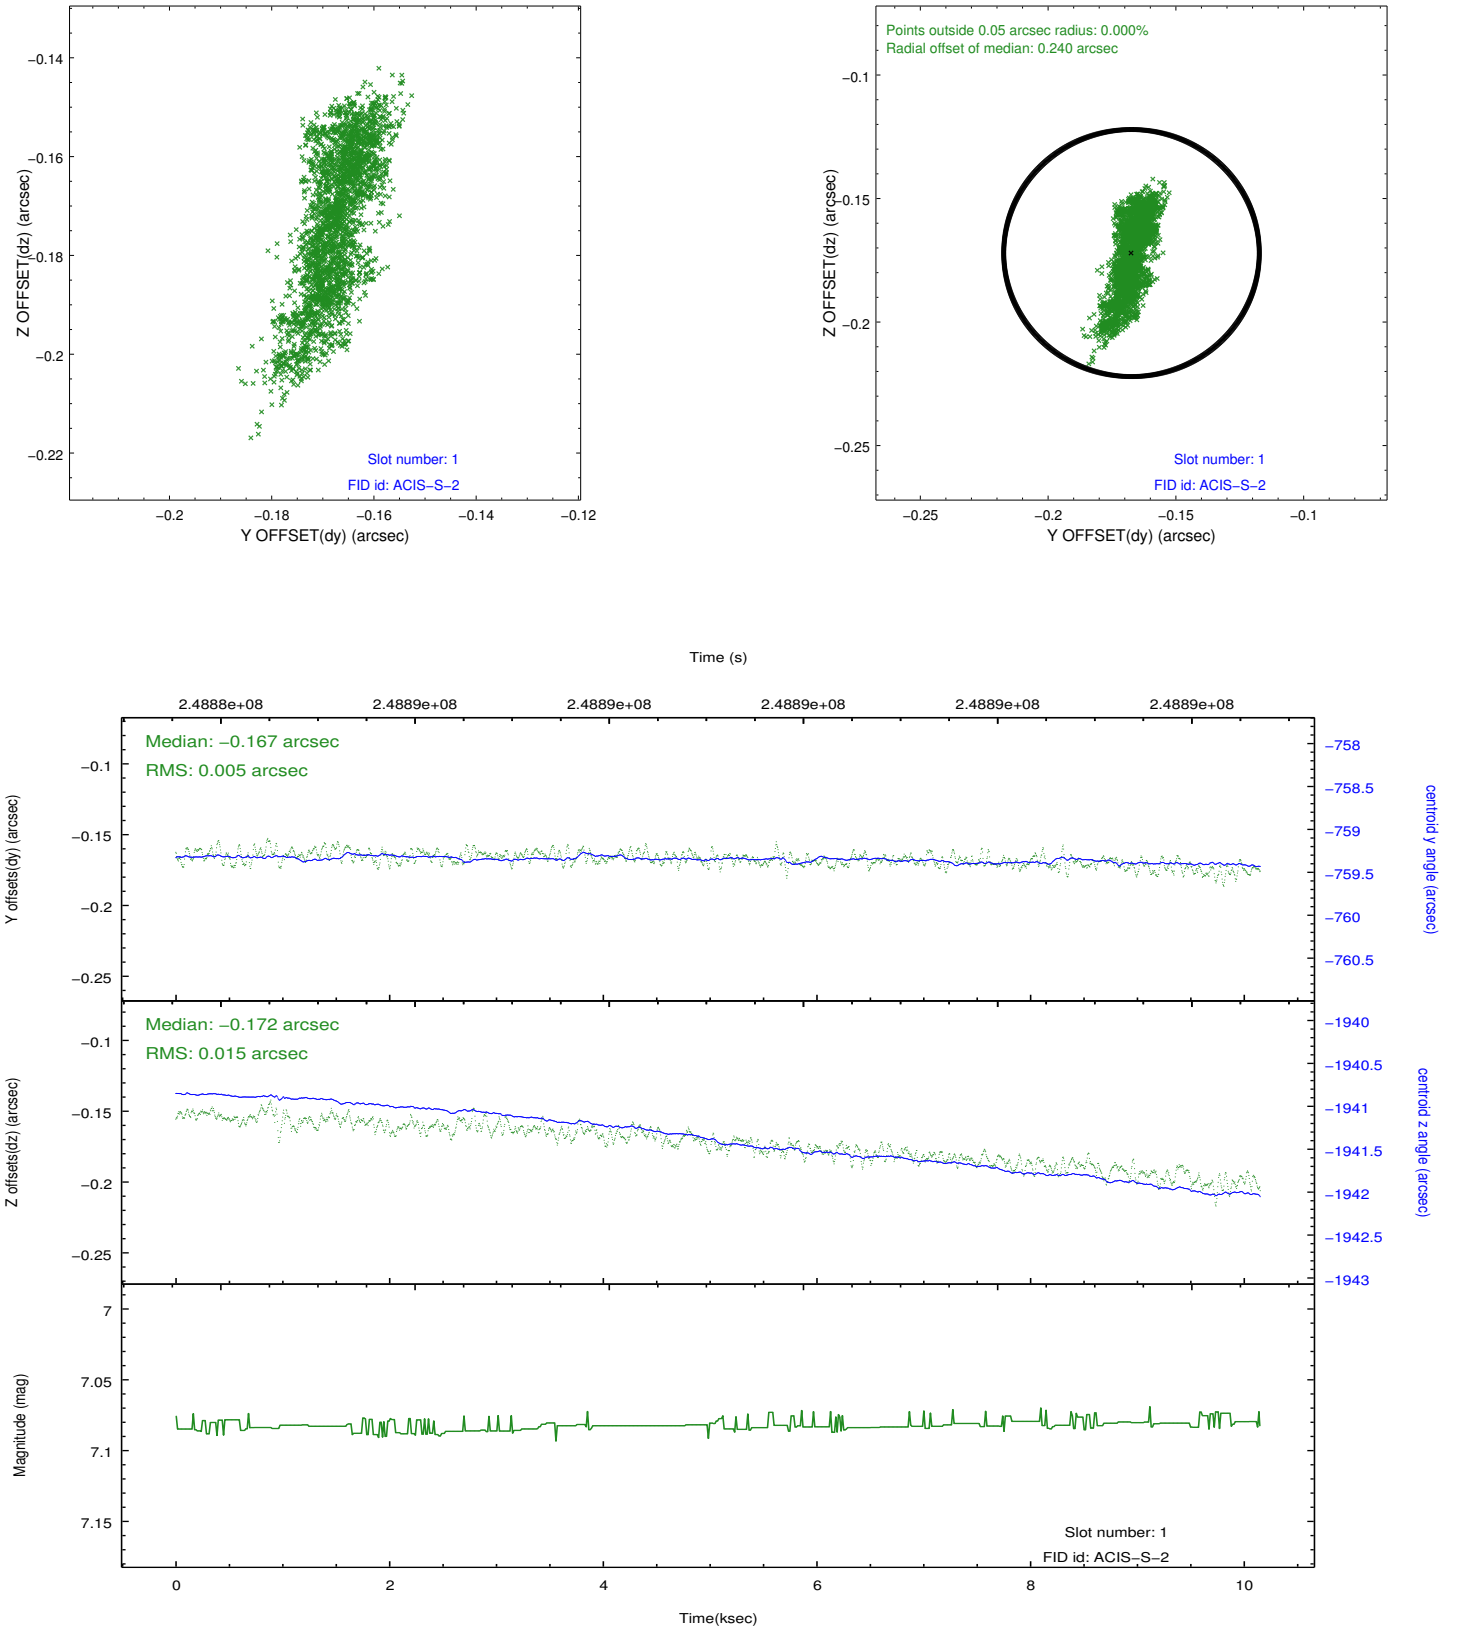 −0.14
−0.16
−0.18
−0.2
−0.22
Z OFFSET(dz) (arcsec)
Slot number: 1
FID id: ACIS−S−2
−0.2 −0.18 −0.16 −0.14 −0.12
Y OFFSET(dy) (arcsec)
Points outside 0.05 arcsec radius: 0.000%
Radial offset of median: 0.240 arcsec
−0.1
−0.15
−0.2
−0.25
Z OFFSET(dz) (arcsec)
Slot number: 1
FID id: ACIS−S−2
−0.25 −0.2 −0.15 −0.1
Y OFFSET(dy) (arcsec)
Time (s)
2.4888e+08 2.4889e+08 2.4889e+08 2.4889e+08 2.4889e+08 2.4889e+08
Median: −0.167 arcsec
RMS: 0.005 arcsec
−0.1
−0.15
−0.2
−0.25
Y offsets(dy) (arcsec)
−758
−758.5
−759
−759.5
−760
−760.5
centroid y angle (arcsec)
Median: −0.172 arcsec
RMS: 0.015 arcsec
−0.1
−0.15
−0.2
−0.25
Z offsets(dz) (arcsec)
−1940
−1940.5
−1941
−1941.5
−1942
−1942.5
−1943
centroid z angle (arcsec)
7
7.05
7.1
7.15
Magnitude (mag)
Slot number: 1
FID id: ACIS−S−2
0 2 4 6 8 10
Time(ksec)